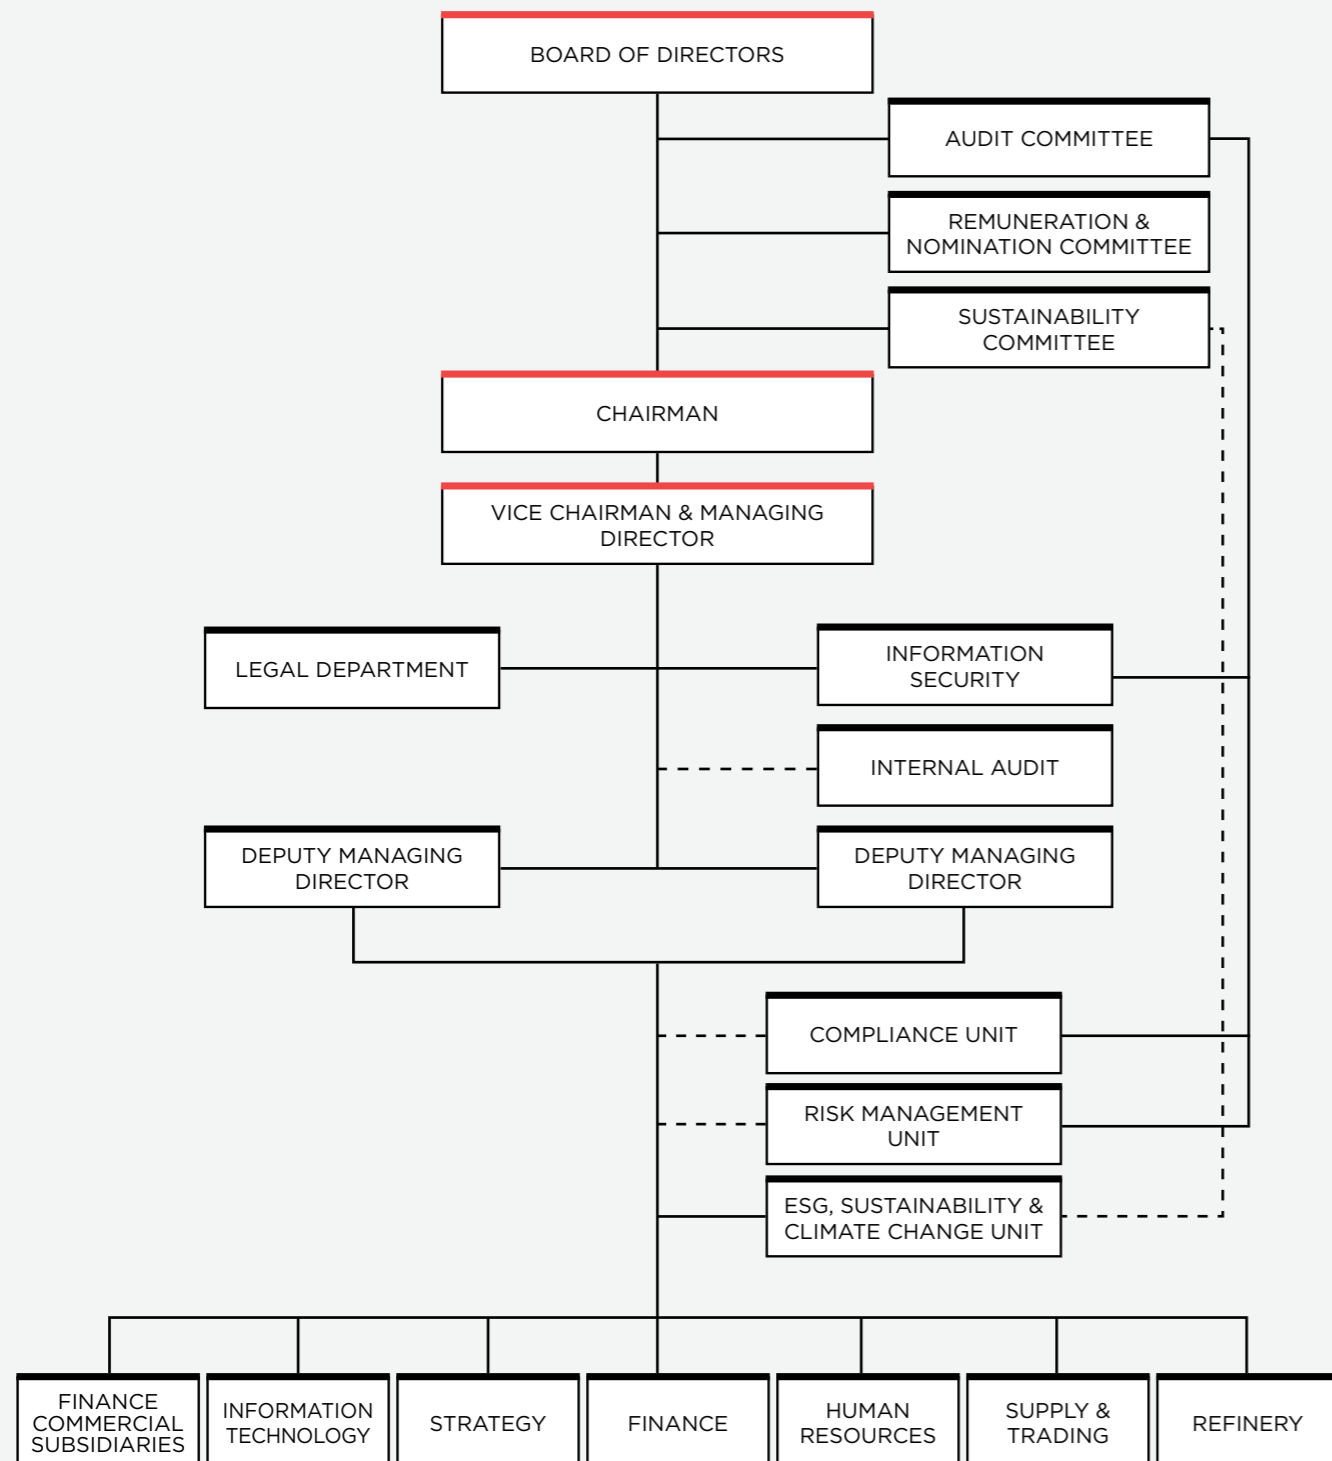 BOARD OF DIRECTORS
AUDIT COMMITTEE
REMUNERATION &
NOMINATION COMMITTEE
SUSTAINABILITY
COMMITTEE
CHAIRMAN
VICE CHAIRMAN & MANAGING
DIRECTOR
LEGAL DEPARTMENT
INFORMATION
SECURITY
INTERNAL AUDIT
DEPUTY MANAGING
DIRECTOR
DEPUTY MANAGING
DIRECTOR
COMPLIANCE UNIT
RISK MANAGEMENT
UNIT
ESG, SUSTAINABILITY &
CLIMATE CHANGE UNIT
FINANCE
COMMERCIAL
SUBSIDIARIES
INFORMATION
TECHNOLOGY
STRATEGY
FINANCE
HUMAN
RESOURCES
SUPPLY &
TRADING
REFINERY